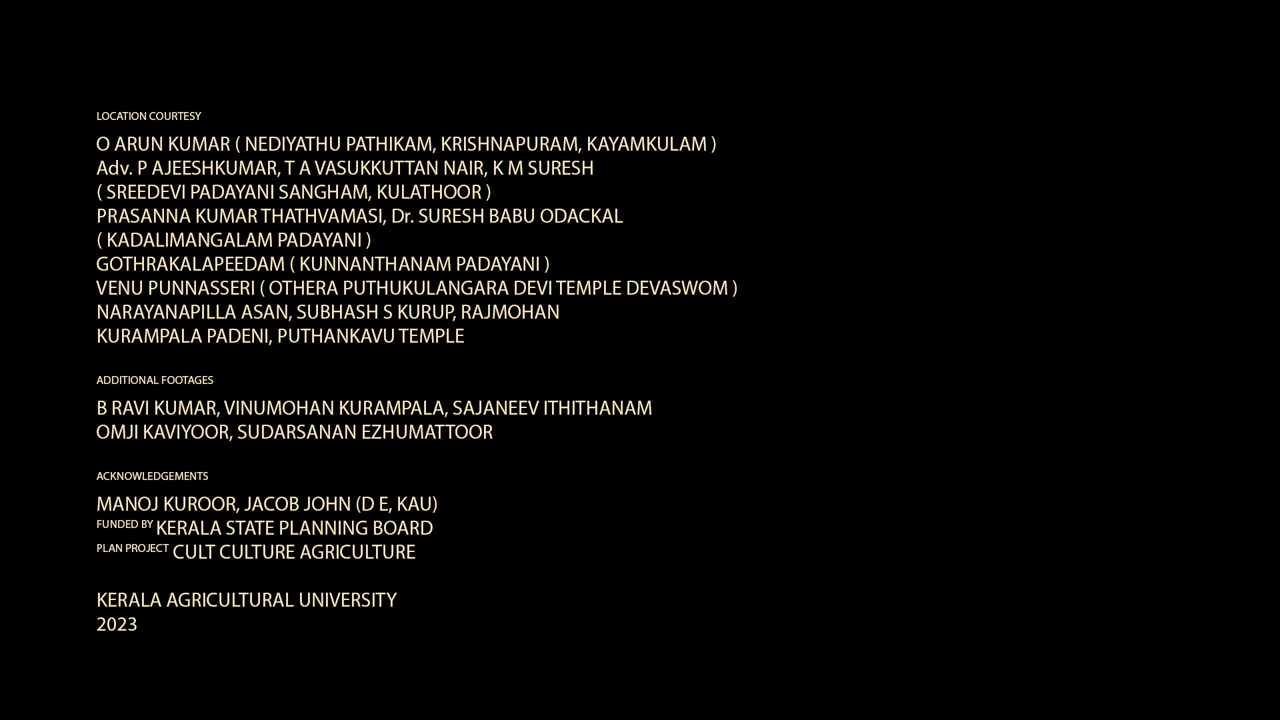 LOCATION COURTESY
O ARUN KUMAR ( NEDIYATHU PATHIKAM, KRISHNAPURAM, KAYAMKULAM )
Adv. P AJEESHKUMAR, T A VASUKKUTTAN NAIR, K M SURESH
( SREEDEVI PADAYANI SANGHAM, KULATHOOR )
PRASANNA KUMAR THATHVAMASI, Dr. SURESH BABU ODACKAL
( KADALIMANGALAM PADAYANI )
GOTHRAKALAPEEDAM ( KUNNANTHANAM PADAYANI )
VENU PUNNASSERI ( OTHERA PUTHUKULANGARA DEVI TEMPLE DEVASWOM )
NARAYANAPILLA ASAN, SUBHASH S KURUP, RAJMOHAN
KURAMPALA PADENI, PUTHANKAVU TEMPLE
ADDITIONAL FOOTAGES
B RAVI KUMAR, VINUMOHAN KURAMPALA, SAJANEEV ITHITHANAM
OMJI KAVIYOOR, SUDARSANAN EZHUMATTOOR
ACKNOWLEDGEMENTS
MANOJ KUROOR, JACOB JOHN (D E, KAU)
FUNDED BY KERALA STATE PLANNING BOARD
PLAN PROJECT CULT CULTURE AGRICULTURE
KERALA AGRICULTURAL UNIVERSITY
2023